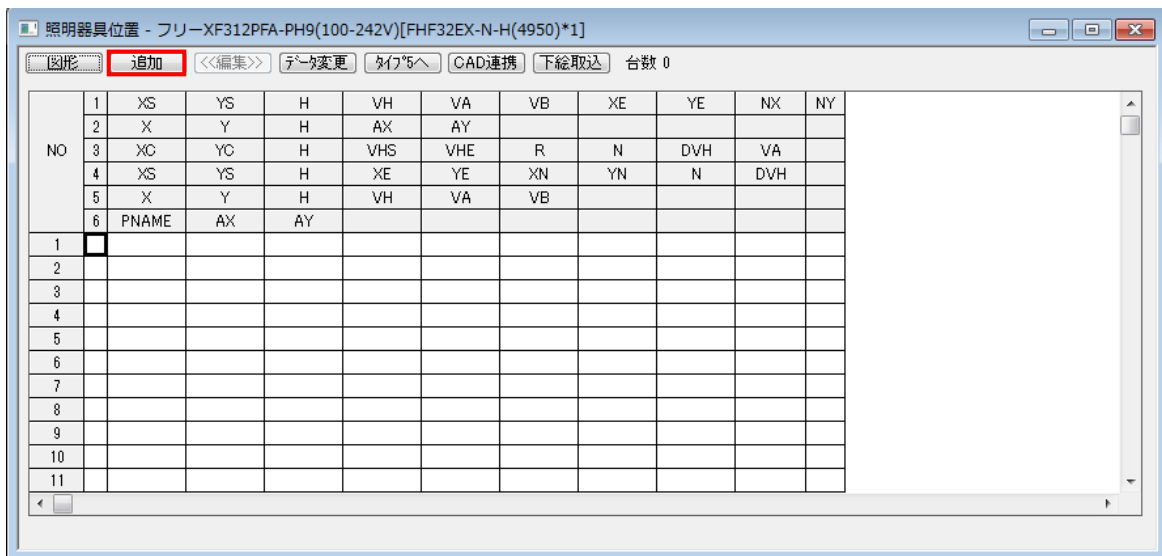 照明器具位置 - フリーXF312PFA-PH9(100-242V)[FHF32EX-N-H(4950)*1]
図形 追加 <<編集>> ﾃﾞｰﾀ変更 ﾀｲﾌﾟ5へ CAD連携 下絵取込 台数 0
1 XS YS H VH VA VB XE YE NX NY
2 X Y H AX AY
NO 3 XC YC H VHS VHE R N DVH VA
4 XS YS H XE YE XN YN N DVH
5 X Y H VH VA VB
6 PNAME AX AY
1
2
3
4
5
6
7
8
9
10
11